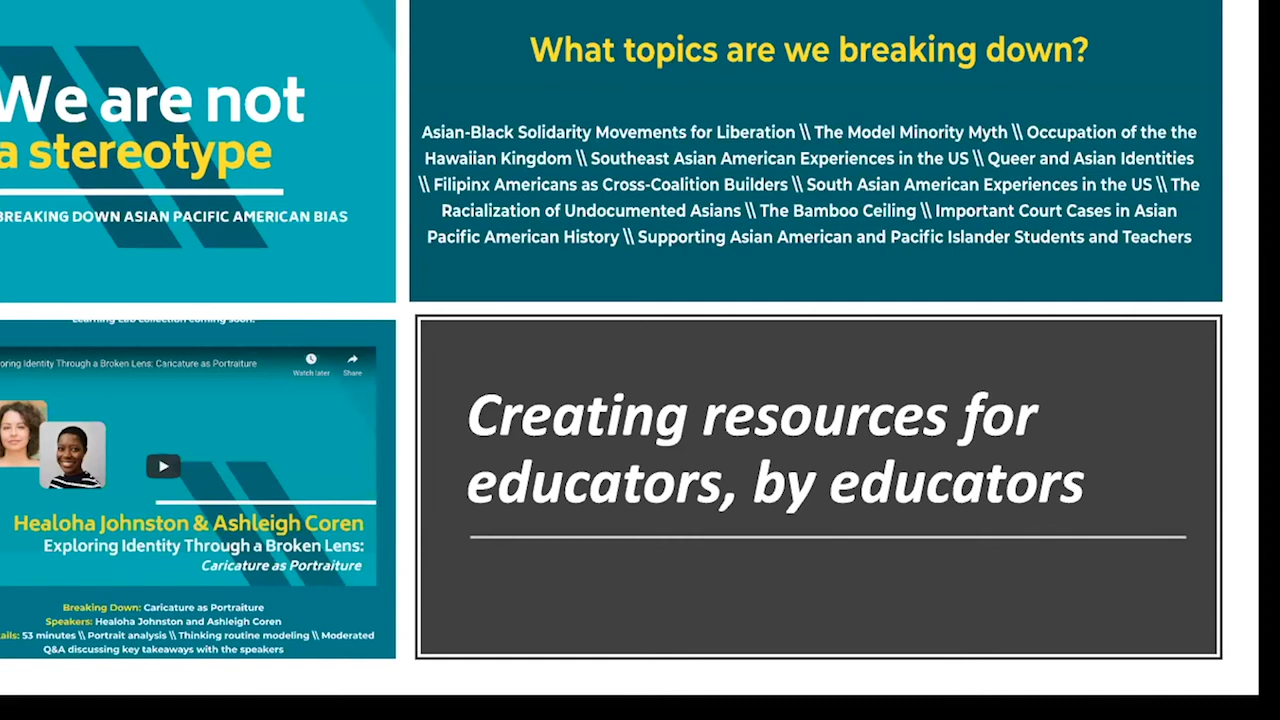 We are not
a stereotype
BREAKING DOWN ASIAN PACIFIC AMERICAN BIAS
What topics are we breaking down?
Asian-Black Solidarity Movements for Liberation \\ The Model Minority Myth \\ Occupation of the the
Hawaiian Kingdom \\ Southeast Asian American Experiences in the US \\ Queer and Asian Identities
\\ Filipinx Americans as Cross-Coalition Builders \\ South Asian American Experiences in the US \\ The
Racialization of Undocumented Asians \\ The Bamboo Ceiling \\ Important Court Cases in Asian
Pacific American History \\ Supporting Asian American and Pacific Islander Students and Teachers
Learning Lab collection coming soon!
oring Identity Through a Broken Lens: Caricature as Portraiture
Watch later
Share
Healoha Johnston & Ashleigh Coren
Exploring Identity Through a Broken Lens:
Caricature as Portraiture
Breaking Down: Caricature as Portraiture
Speakers: Healoha Johnston and Ashleigh Coren
ails: 53 minutes \\ Portrait analysis \\ Thinking routine modeling \\ Moderated
Q&A discussing key takeaways with the speakers
Creating resources for
educators, by educators